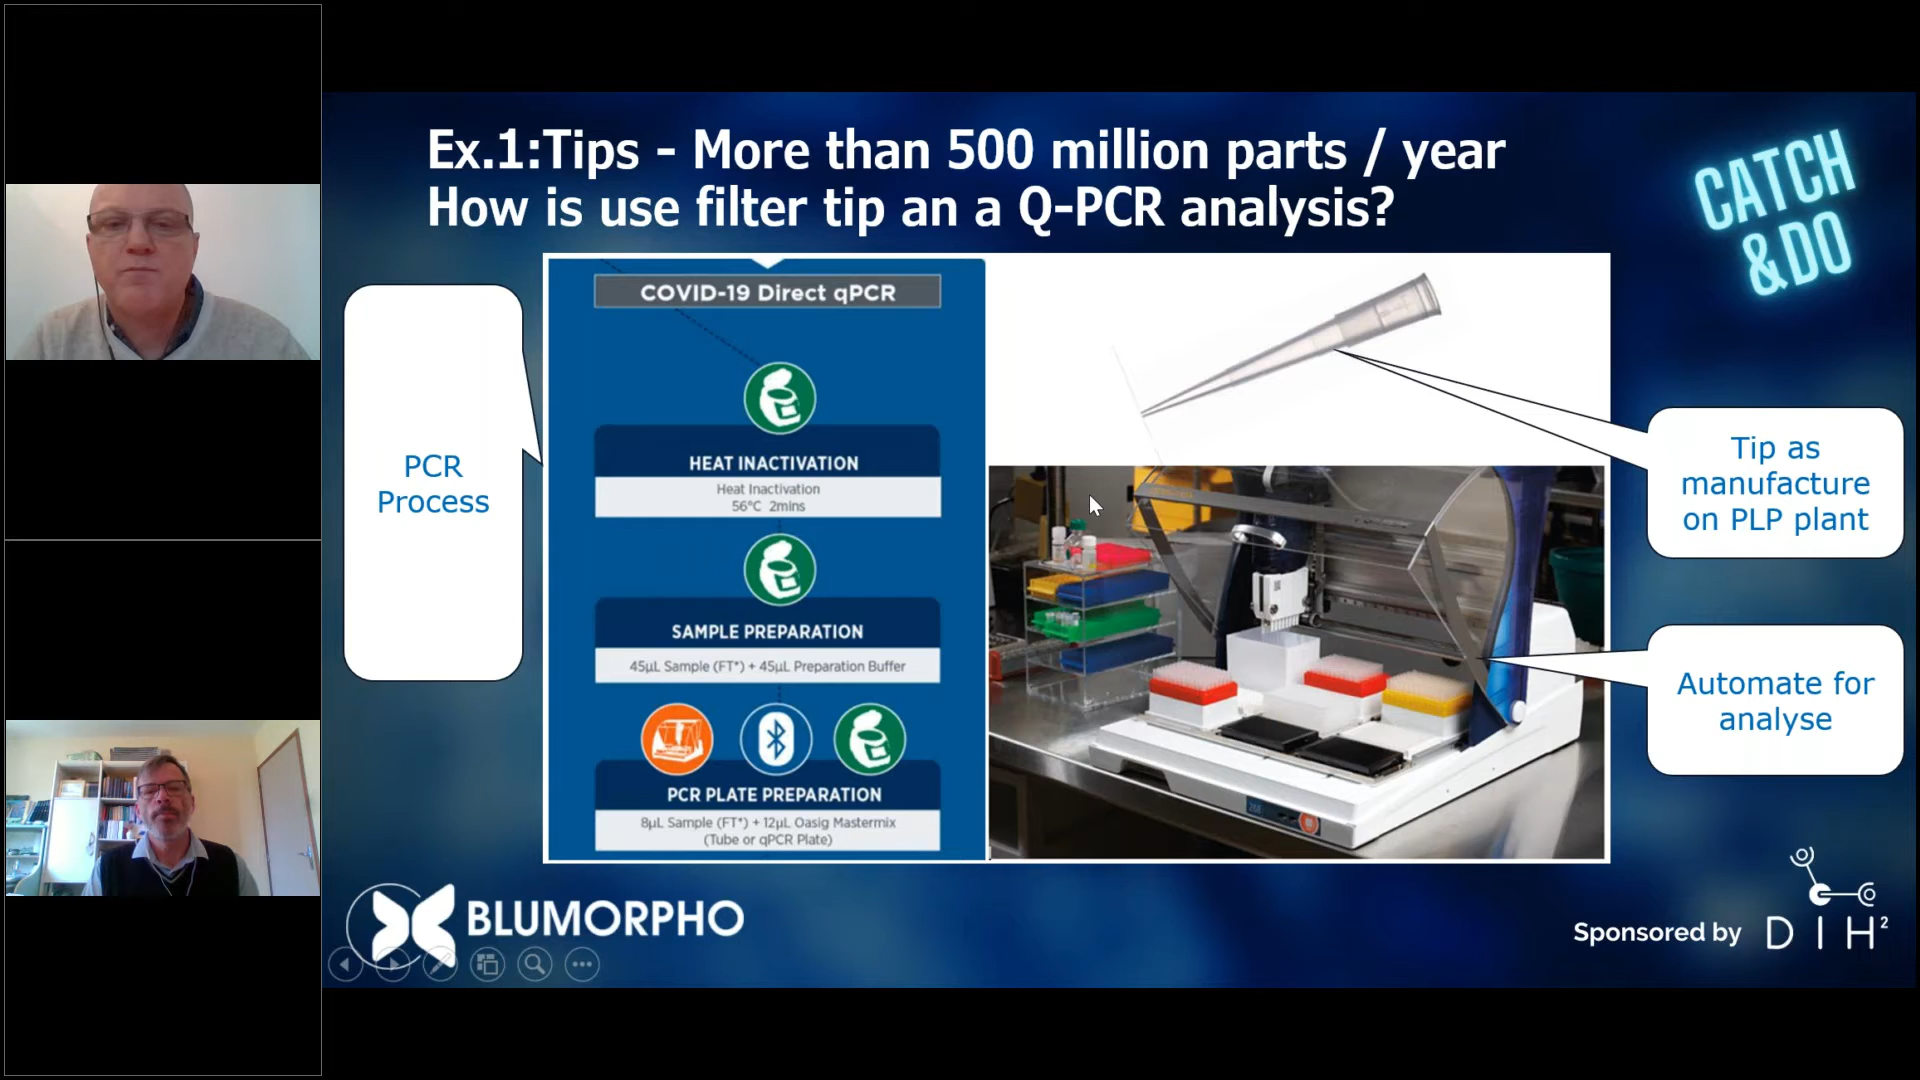 Ex.1:Tips - More than 500 million parts / year
How is use filter tip an a Q-PCR analysis?
CATCH
&DO
PCR
Process
COVID-19 Direct qPCR
HEAT INACTIVATION
Heat Inactivation
56°C 2mins
SAMPLE PREPARATION
45µL Sample (FT*) + 45µL Preparation Buffer
PCR PLATE PREPARATION
8µL Sample (FT*) + 12µL Oasig Mastermix
(Tube or qPCR Plate)
Tip as
manufacture
on PLP plant
Automate for
analyse
BLUMORPHO
Sponsored by DIH²